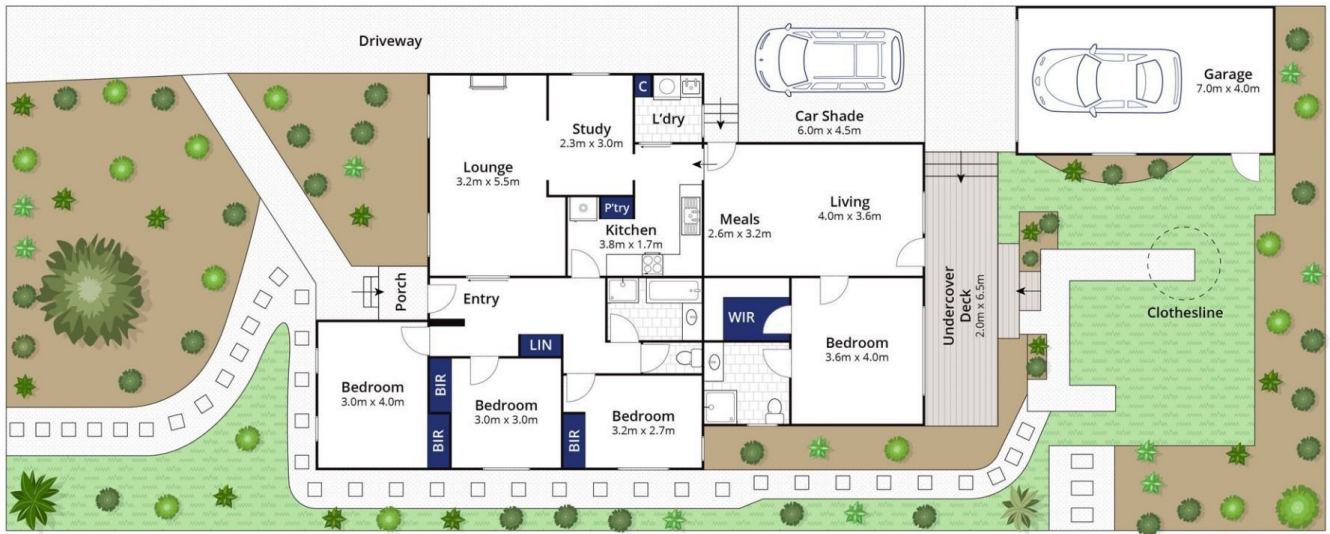 Driveway
Garage
7.0m x 4.0m
C
L'dry
Car Shade
6.0m x 4.5m
Study
2.3m x 3.0m
Lounge
3.2m x 5.5m
P'try
Kitchen
3.8m x 1.7m
Meals
2.6m x 3.2m
Living
4.0m x 3.6m
Porch
Entry
Undercover
Deck
2.0m x 6.5m
Clothesline
WIR
LIN
Bedroom
3.6m x 4.0m
Bedroom
3.0m x 4.0m
BIR
BIR
Bedroom
3.0m x 3.0m
BIR
Bedroom
3.2m x 2.7m